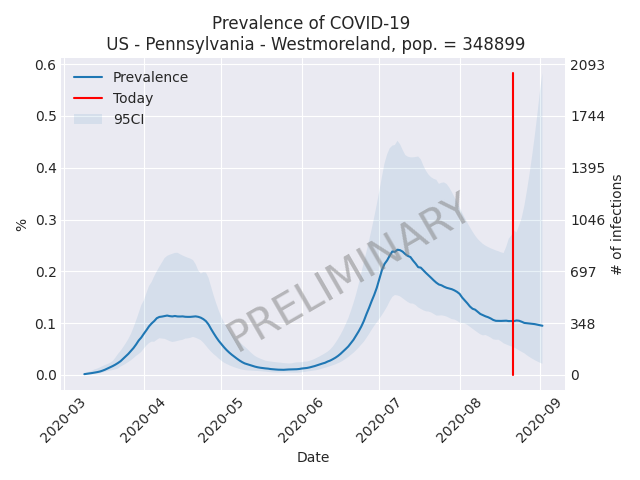 Prevalence of COVID-19
US - Pennsylvania - Westmoreland, pop. = 348899
Prevalence
Today
95CI
0.6
0.5
0.4
0.3
0.2
0.1
0.0
%
2093
1744
1395
1046
697
348
0
# of infections
PRELIMINARY
2020-03
2020-04
2020-05
2020-06
2020-07
2020-08
2020-09
Date